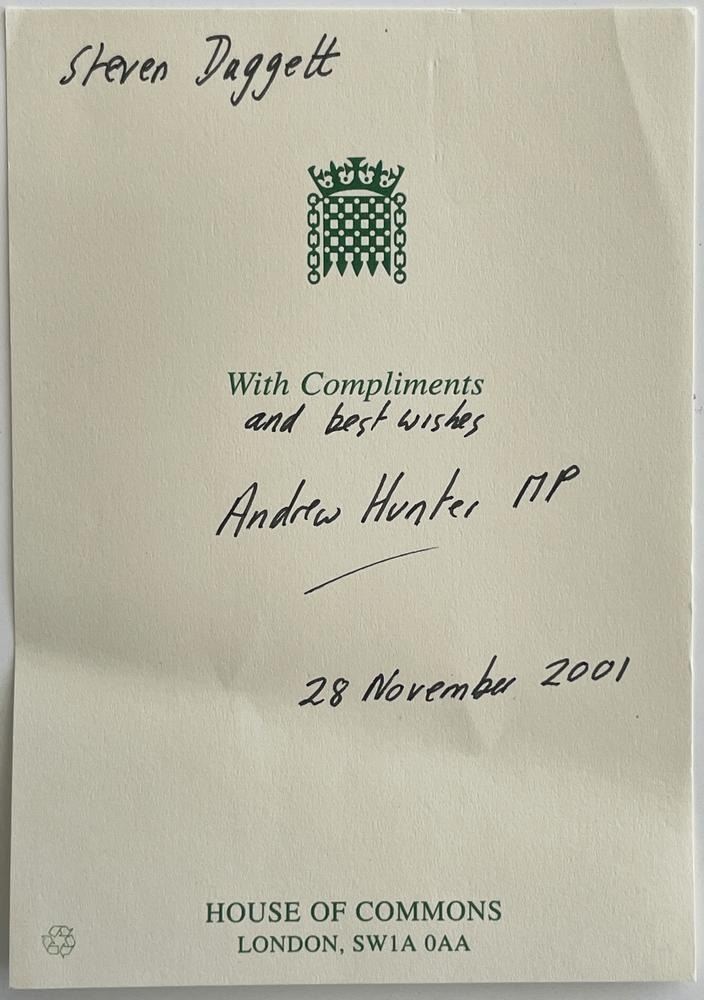 Steven Daggett
With Compliments
and best wishes
Andrew Hunter MP
28 November 2001
HOUSE OF COMMONS
LONDON, SW1A 0AA